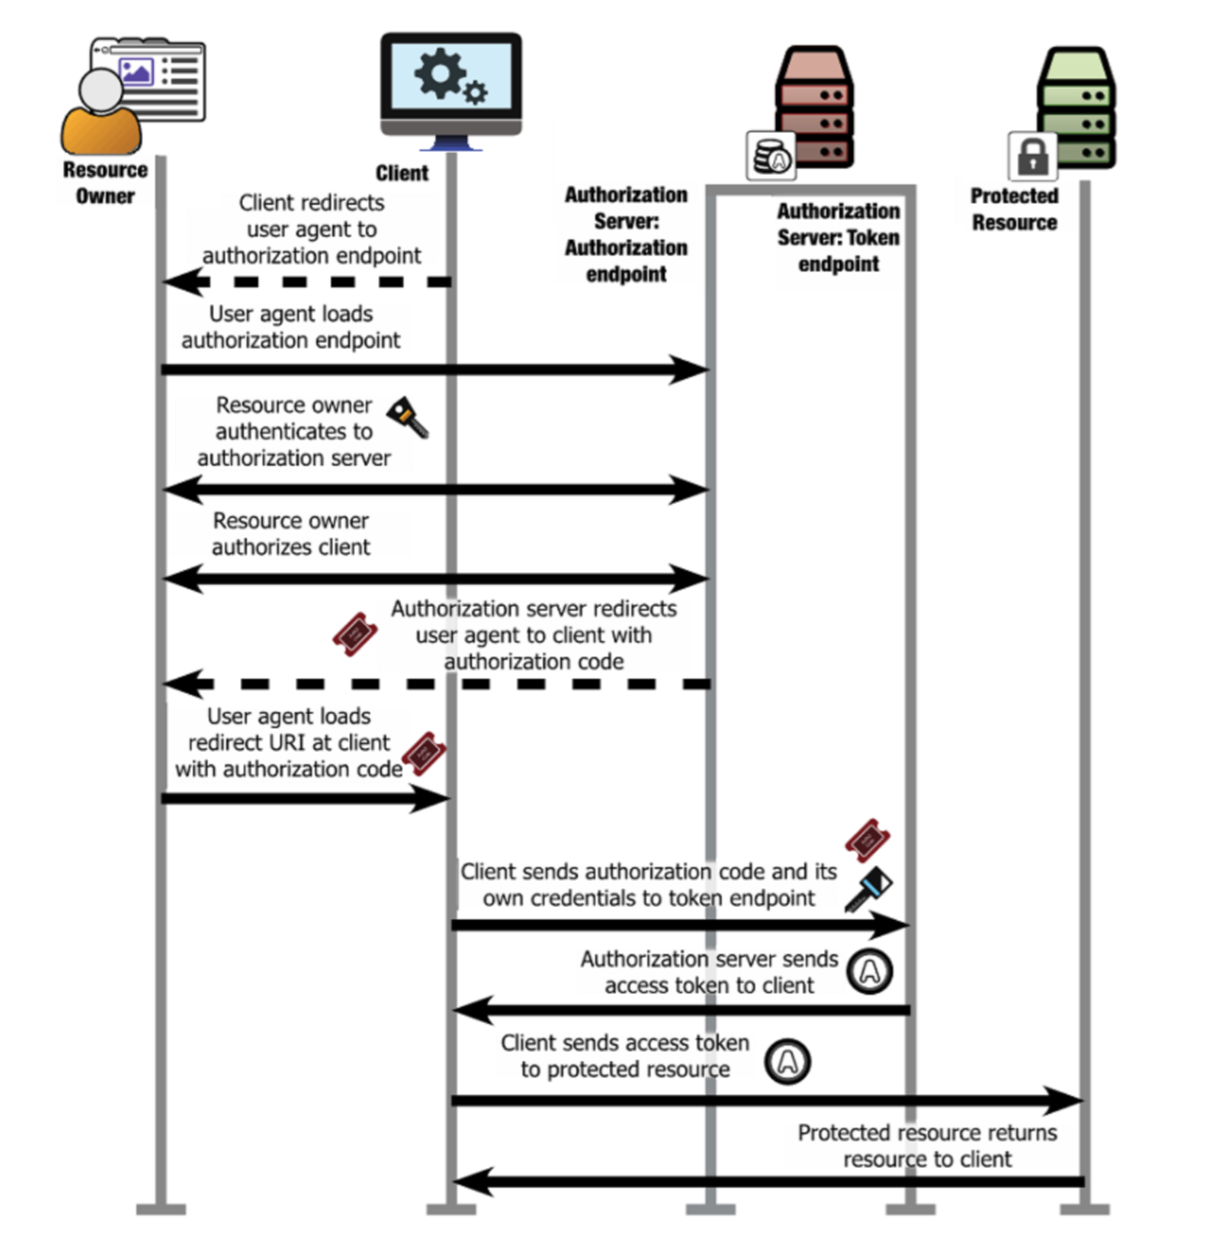 Resource
Owner
Client
Authorization
Server:
Authorization
endpoint
Authorization
Server: Token
endpoint
Protected
Resource
Client redirects
user agent to
authorization endpoint
User agent loads
authorization endpoint
Resource owner
authenticates to
authorization server
Resource owner
authorizes client
Authorization server redirects
user agent to client with
authorization code
User agent loads
redirect URI at client
with authorization code
Client sends authorization code and its
own credentials to token endpoint
Authorization server sends
access token to client
A
Client sends access token
to protected resource
A
Protected resource returns
resource to client